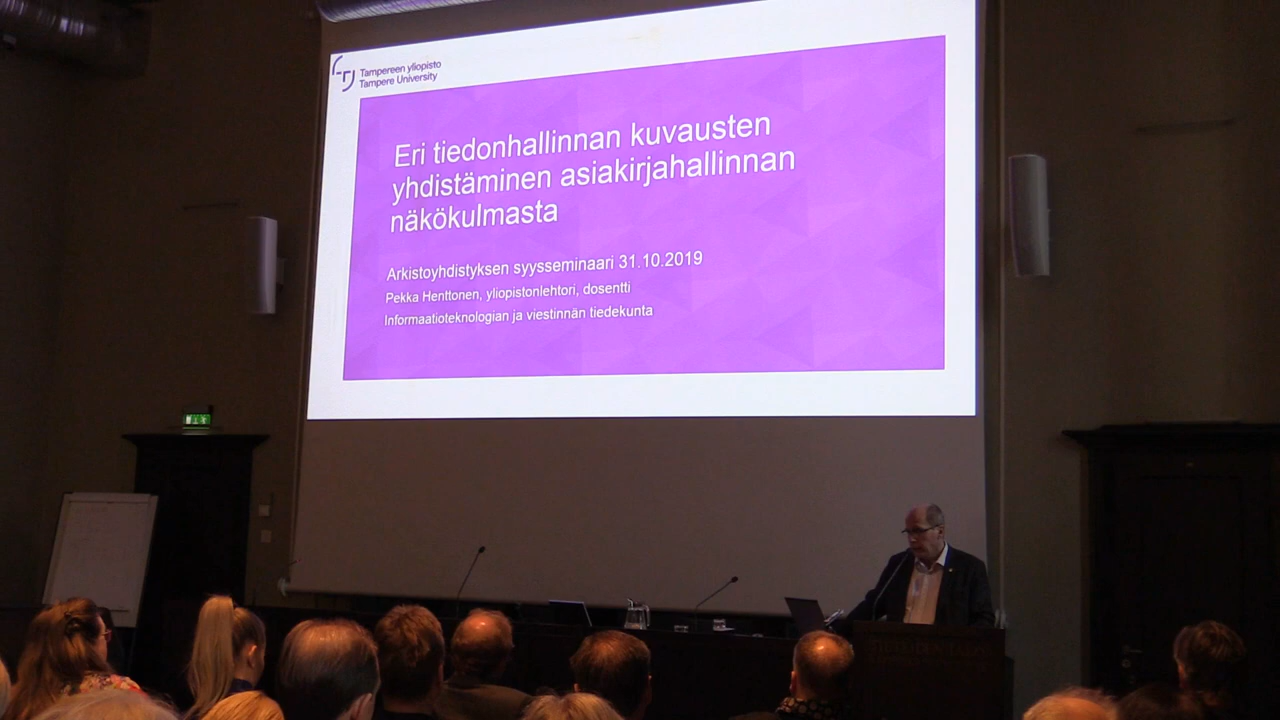 Tampereen yliopisto
Tampere University
Eri tiedonhallinnan kuvausten
yhdistäminen asiakirjahallinnan
näkökulmasta
Arkistoyhdistyksen syysseminaari 31.10.2019
Pekka Henttonen, yliopistonlehtori, dosentti
Informaatioteknologian ja viestinnän tiedekunta